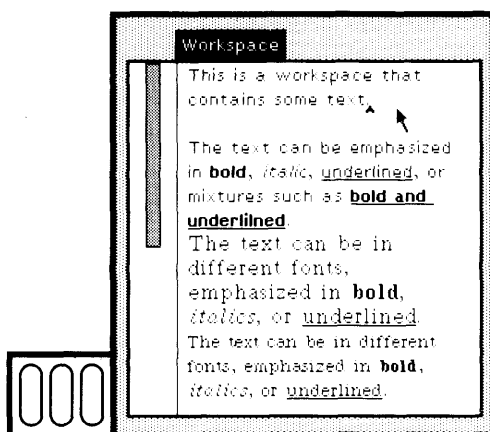 Workspace
This is a workspace that
contains some text.
The text can be emphasized
in bold, italic, underlined, or
mixtures such as bold and
underlilned.
The text can be in
different fonts,
emphasized in bold,
italics, or underlined.
The text can be in different
fonts, emphasized in bold,
italics, or underlined.